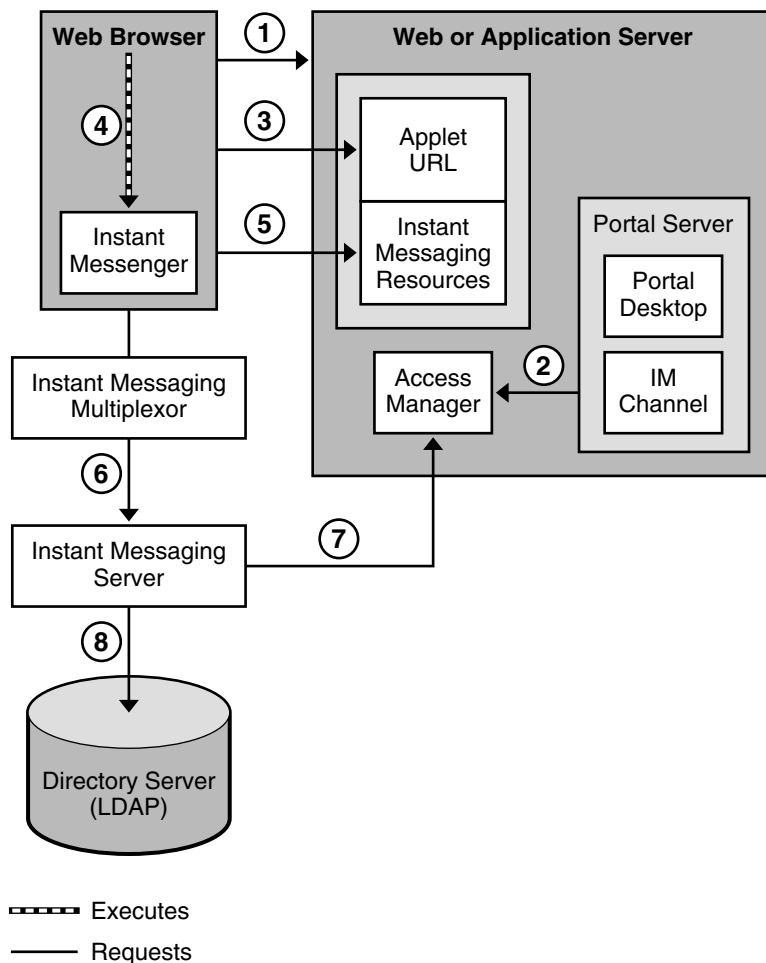 Web Browser
1
Web or Application Server
4
3
Applet
URL
Instant
Messenger
5
Instant
Messaging
Resources
Portal Server
Portal
Desktop
Instant Messaging
Multiplexor
Access
Manager
2
IM
Channel
6
Instant Messaging
Server
7
8
Directory Server
(LDAP)
Executes
Requests